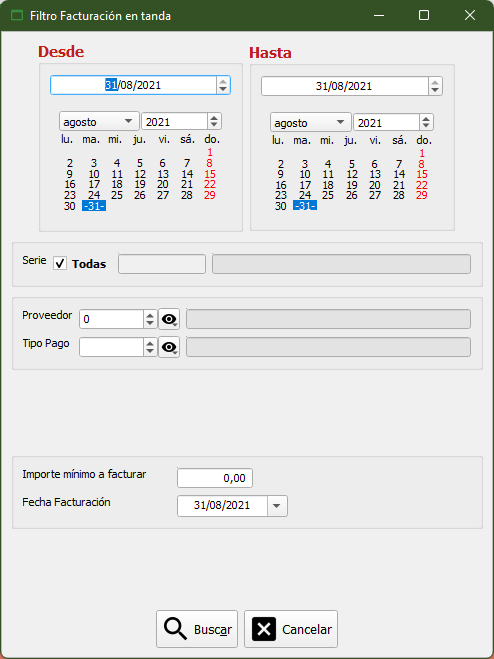 Filtro Facturación en tanda
Desde
Hasta
31/08/2021
31/08/2021
agosto 2021
lu. ma. mi. ju. vi. sá. do.
1
2 3 4 5 6 7 8
9 10 11 12 13 14 15
16 17 18 19 20 21 22
23 24 25 26 27 28 29
30 -31-
agosto 2021
lu. ma. mi. ju. vi. sá. do.
1
2 3 4 5 6 7 8
9 10 11 12 13 14 15
16 17 18 19 20 21 22
23 24 25 26 27 28 29
30 -31-
Serie Todas
Proveedor 0
Tipo Pago
Importe mínimo a facturar 0,00
Fecha Facturación 31/08/2021
Buscar Cancelar